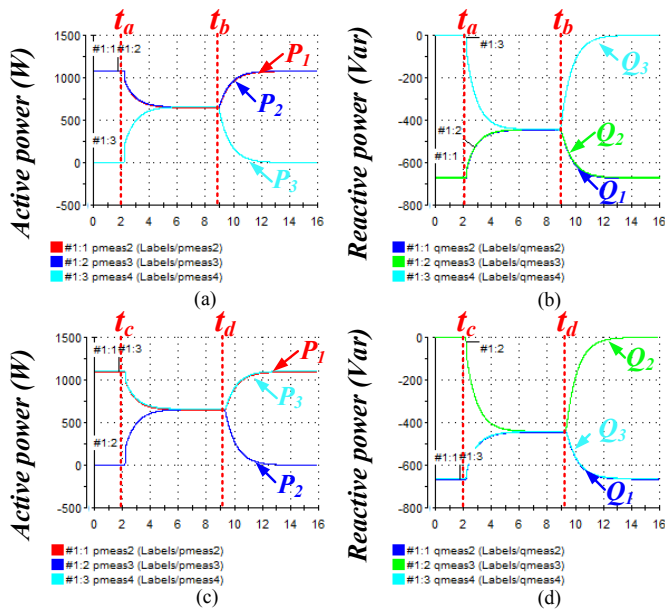 t_a t_b
Active power (W)
1500
1000
500
0
-500
#1:1 #1:2
#1:3
P_1
P_2
P_3
0 2 4 6 8 10 12 14 16
#1:1 pmeas2 (Labels/pmeas2)
#1:2 pmeas3 (Labels/pmeas3)
#1:3 pmeas4 (Labels/pmeas4)
(a)
t_a t_b
Reactive power (Var)
0
-200
-400
-600
-800
#1:3
#1:2
#1:1
Q_3
Q_2
Q_1
0 2 4 6 8 10 12 14 16
#1:1 qmeas2 (Labels/qmeas2)
#1:2 qmeas3 (Labels/qmeas3)
#1:3 qmeas4 (Labels/qmeas4)
(b)
t_c t_d
Active power (W)
1500
1000
500
0
-500
#1:1 #1:3
#1:2
P_1
P_3
P_2
0 2 4 6 8 10 12 14 16
#1:1 pmeas2 (Labels/pmeas2)
#1:2 pmeas3 (Labels/pmeas3)
#1:3 pmeas4 (Labels/pmeas4)
(c)
t_c t_d
Reactive power (Var)
0
-200
-400
-600
-800
#1:2
#1:1 #1:3
Q_2
Q_3
Q_1
0 2 4 6 8 10 12 14 16
#1:1 qmeas2 (Labels/qmeas2)
#1:2 qmeas3 (Labels/qmeas3)
#1:3 qmeas4 (Labels/qmeas4)
(d)